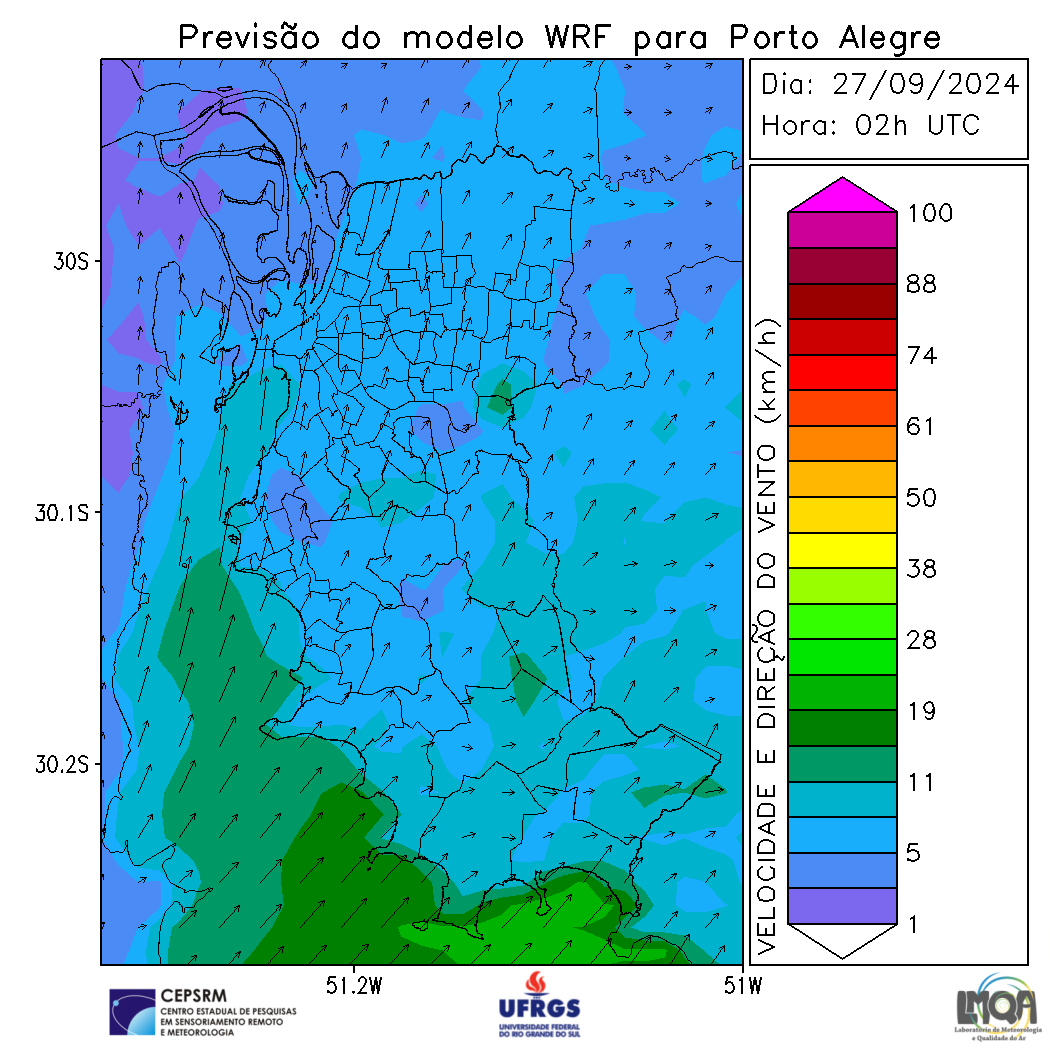 Previsão do modelo WRF para Porto Alegre
Dia: 27/09/2024
Hora: 02h UTC
30S
30.1S
30.2S
51.2W
51W
VELOCIDADE E DIREÇÃO DO VENTO (km/h)
100
88
74
61
50
38
28
19
11
5
1
CEPSRM
CENTRO ESTADUAL DE PESQUISAS
EM SENSORIAMENTO REMOTO
E METEOROLOGIA
UFRGS
UNIVERSIDADE FEDERAL
DO RIO GRANDE DO SUL
LMQA
Laboratório de Meteorologia
e Qualidade do Ar